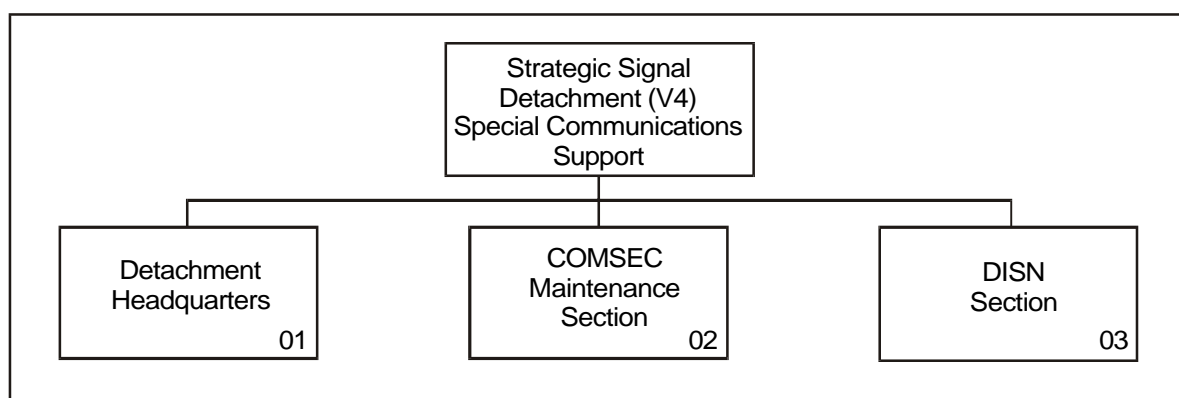 Strategic Signal
Detachment (V4)
Special Communications
Support
Detachment
Headquarters
01
COMSEC
Maintenance
Section
02
DISN
Section
03